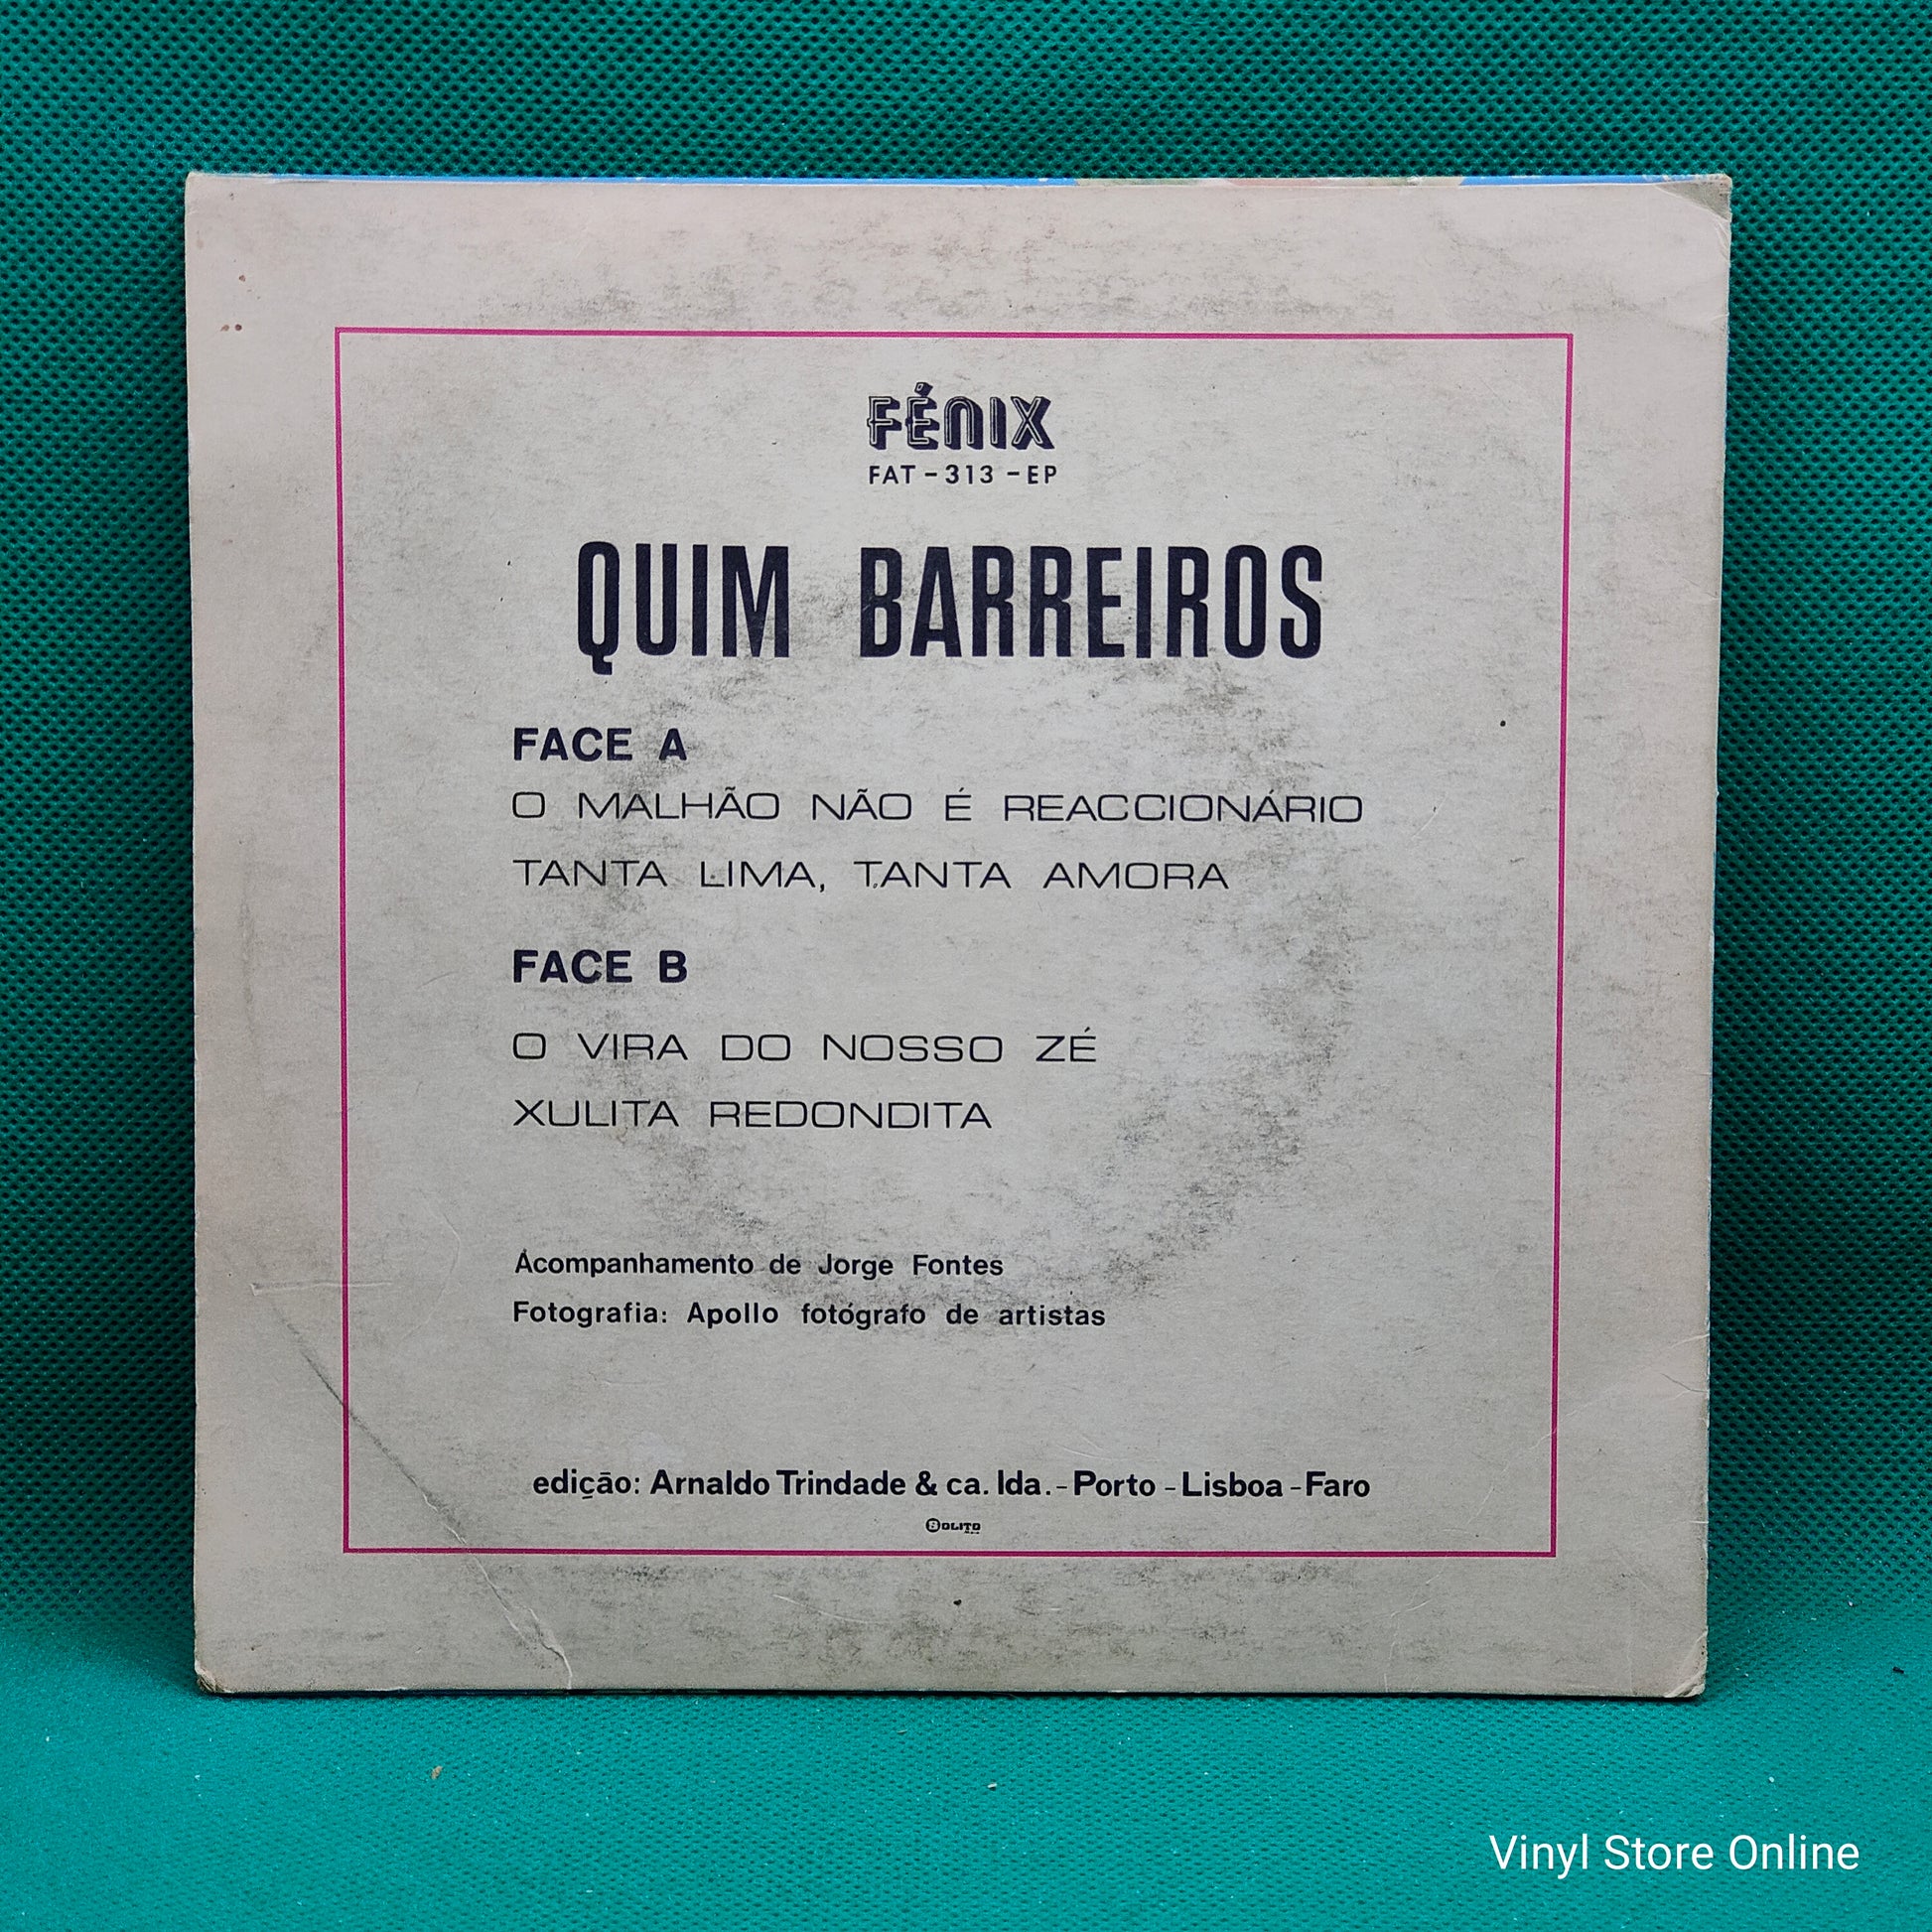 FÉNIX
FAT-313-EP
QUIM BARREIROS
FACE A
O MALHÃO NÃO É REACCIONÁRIO
TANTA LIMA, TANTA AMORA
FACE B
O VIRA DO NOSSO ZÉ
XULITA REDONDITA
Acompanhamento de Jorge Fontes
Fotografia: Apollo fotógrafo de artistas
edição: Arnaldo Trindade & ca. lda.-Porto-Lisboa-Faro
SOLITO
Vinyl Store Online